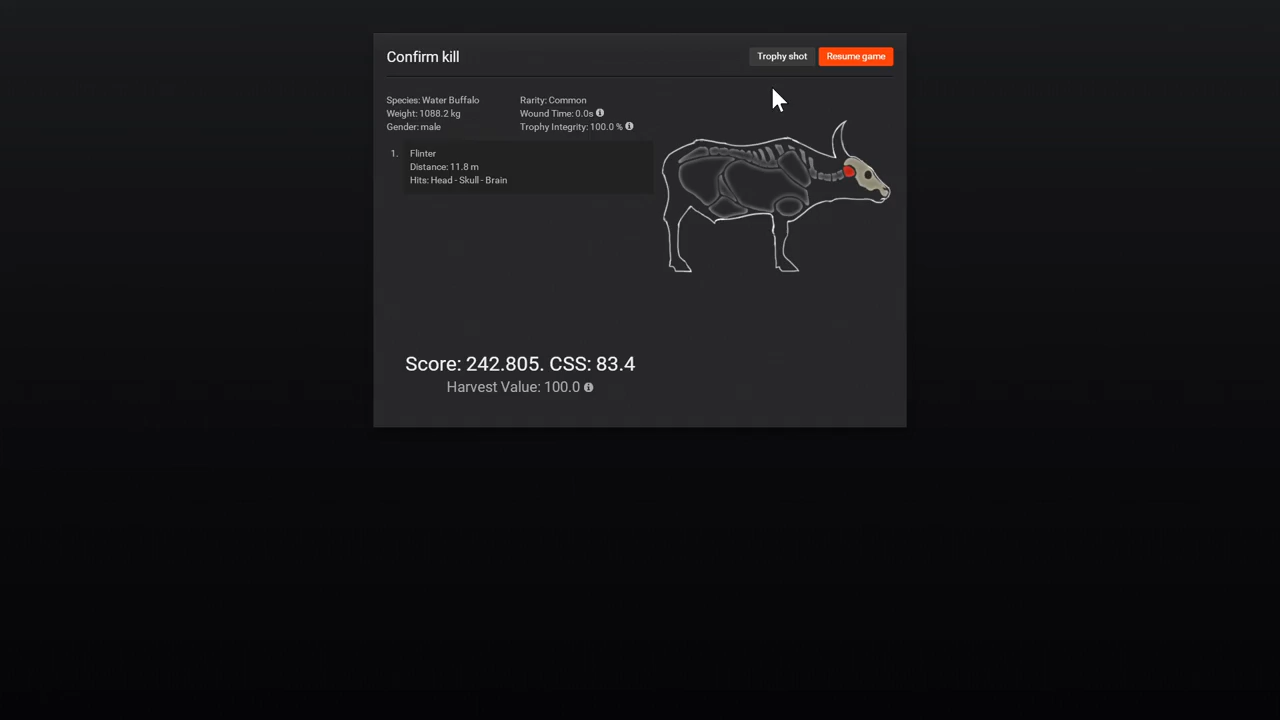 Confirm kill
Trophy shot
Resume game
Species: Water Buffalo
Weight: 1088.2 kg
Gender: male
Rarity: Common
Wound Time: 0.0s
Trophy Integrity: 100.0 %
1.
Flinter
Distance: 11.8 m
Hits: Head - Skull - Brain
Score: 242.805. CSS: 83.4
Harvest Value: 100.0